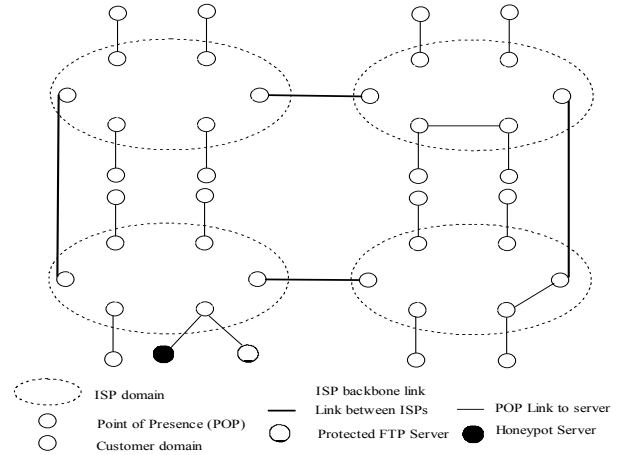 ISP domain
ISP backbone link
Link between ISPs
POP Link to server
Point of Presence (POP)
Protected FTP Server
Honeypot Server
Customer domain